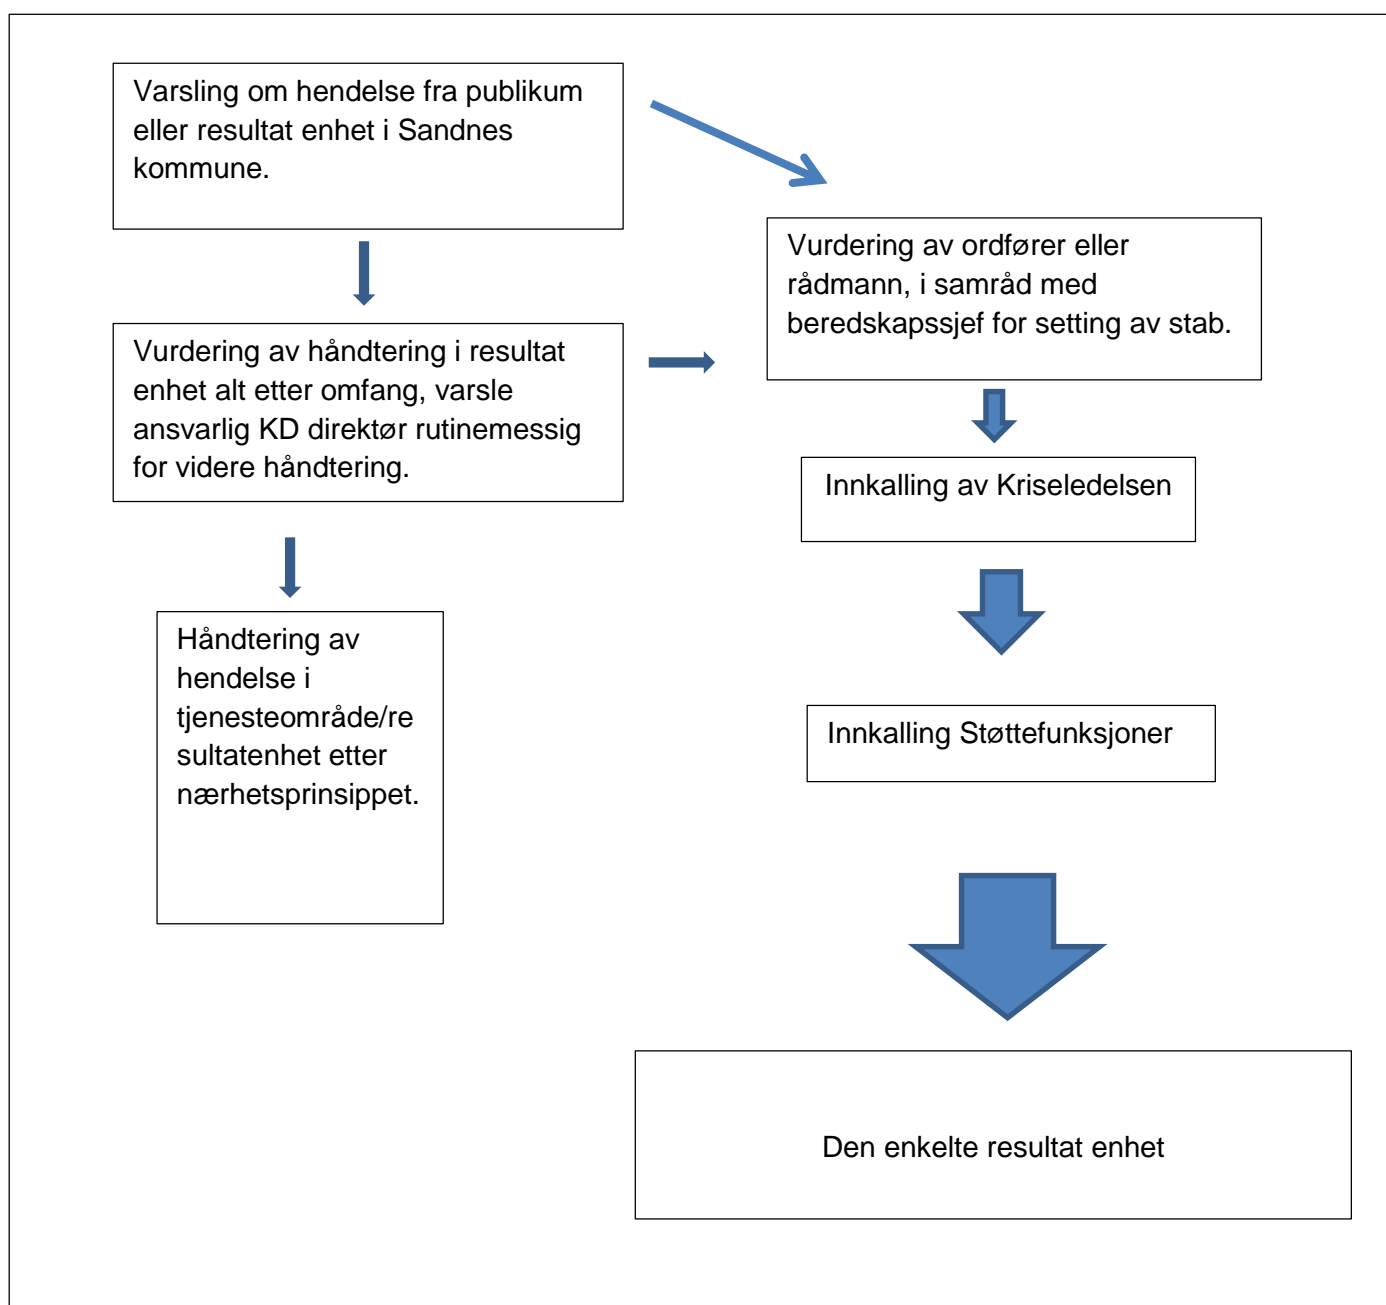 Varsling om hendelse fra publikum
eller resultat enhet i Sandnes
kommune.
Vurdering av ordfører eller
rådmann, i samråd med
beredskapssjef for setting av stab.
Vurdering av håndtering i resultat
enhet alt etter omfang, varsle
ansvarlig KD direktør rutinemessig
for videre håndtering.
Innkalling av Kriseledelsen
Håndtering av
hendelse i
tjenesteområde/re
sultatenhet etter
nærhetsprinsippet.
Innkalling Støttefunksjoner
Den enkelte resultat enhet